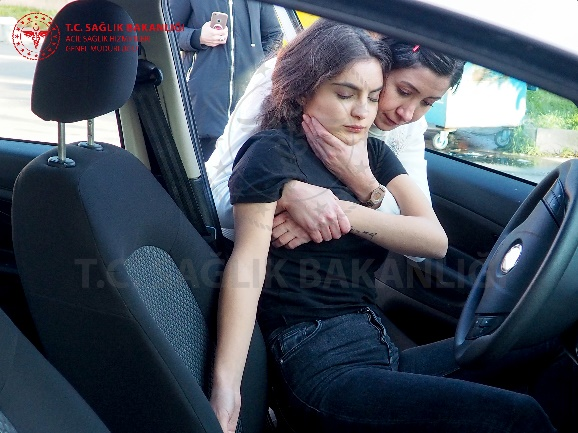 T.C. SAĞLIK BAKANLIĞI
ACİL SAĞLIK HİZMETLERİ
GENEL MÜDÜRLÜĞÜ
T.C. SAĞLIK BAKANLIĞI